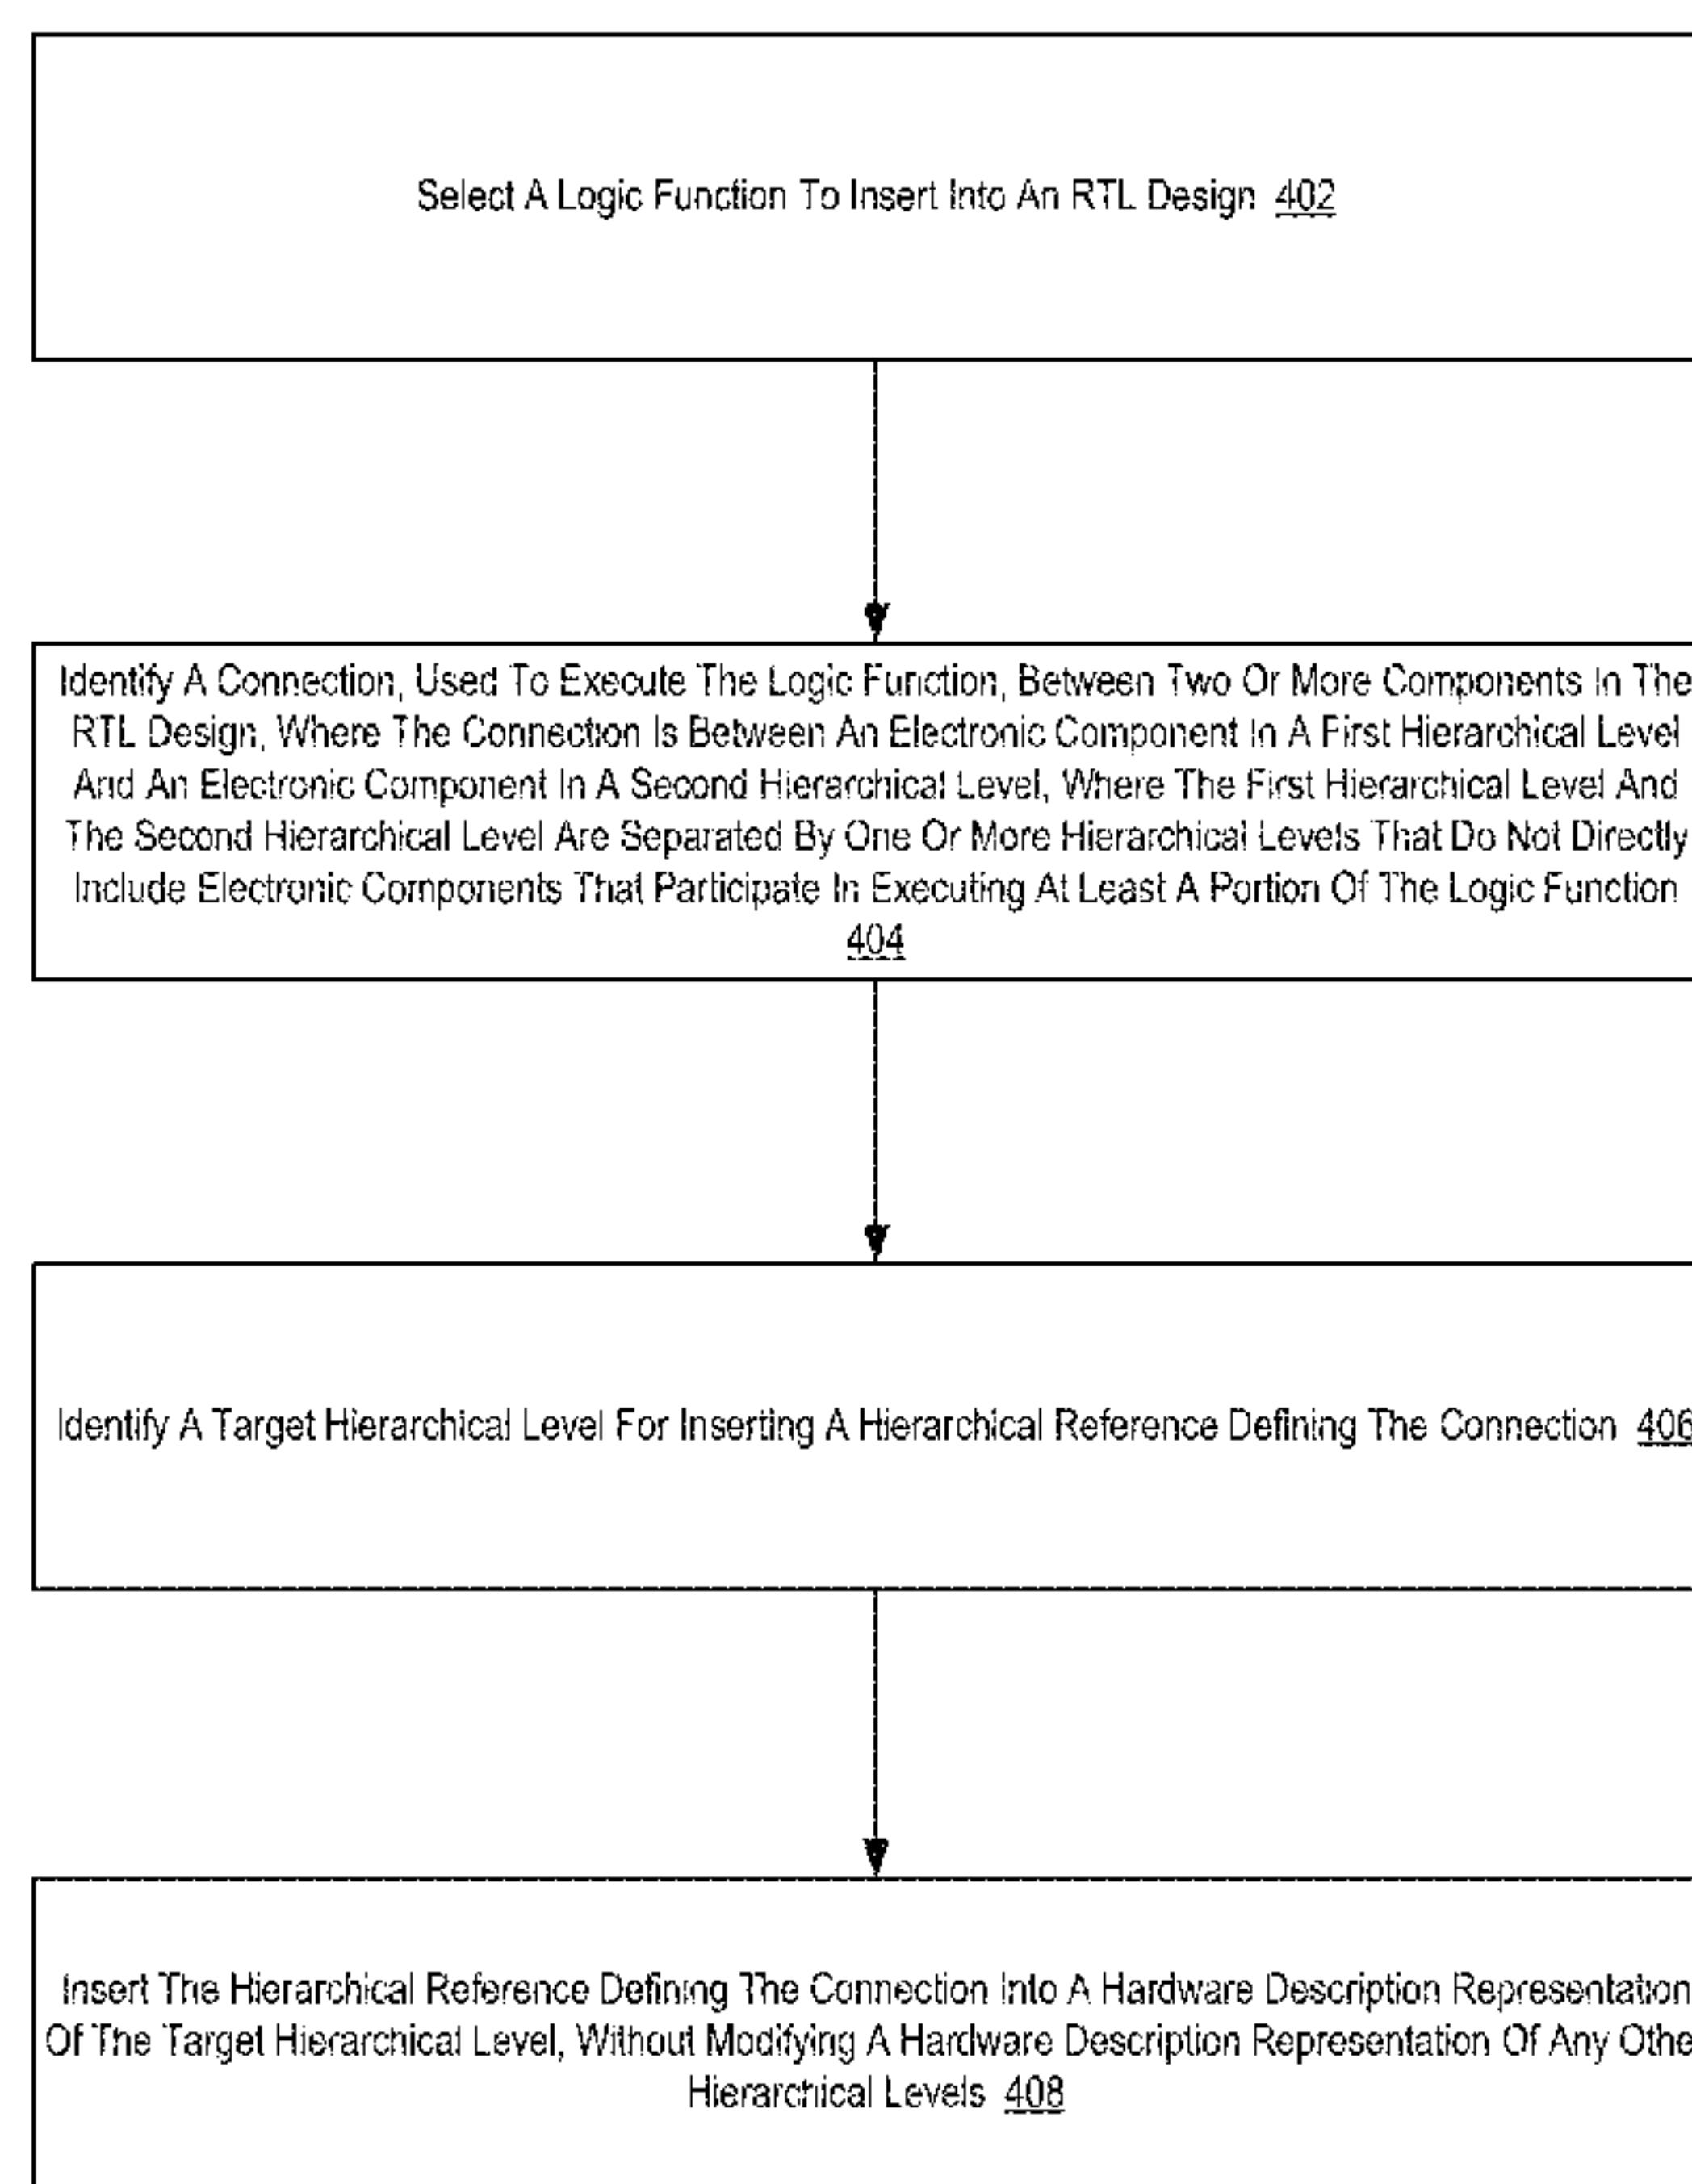 Select A Logic Function To Insert Into An RTL Design 402
Identify A Connection, Used To Execute The Logic Function, Between Two Or More Components In The
RTL Design, Where The Connection Is Between An Electronic Component In A First Hierarchical Level
And An Electronic Component In A Second Hierarchical Level, Where The First Hierarchical Level And
The Second Hierarchical Level Are Separated By One Or More Hierarchical Levels That Do Not Directly
Include Electronic Components That Participate In Executing At Least A Portion Of The Logic Function
404
Identify A Target Hierarchical Level For Inserting A Hierarchical Reference Defining The Connection 406
Insert The Hierarchical Reference Defining The Connection Into A Hardware Description Representation
Of The Target Hierarchical Level, Without Modifying A Hardware Description Representation Of Any Othe
Hierarchical Levels 408